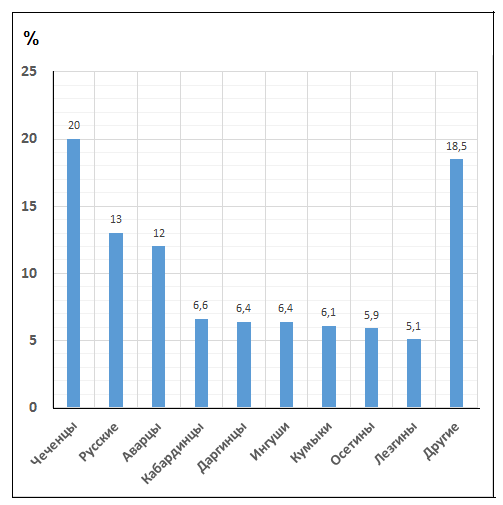 %
25
20
15
10
5
0
20
13
12
6,6
6,4
6,4
6,1
5,9
5,1
18,5
Чеченцы
Русские
Аварцы
Кабардинцы
Даргинцы
Ингуши
Кумыки
Осетины
Лезгины
Другие